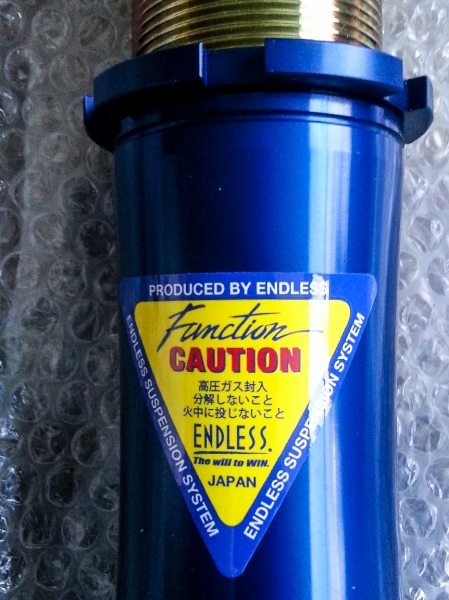 PRODUCED BY ENDLESS
Function
CAUTION
高圧ガス封入
分解しないこと
火中に投じないこと
ENDLESS.
The will to WIN.
JAPAN
ENDLESS SUSPENSION SYSTEM
ENDLESS SUSPENSION SYSTEM